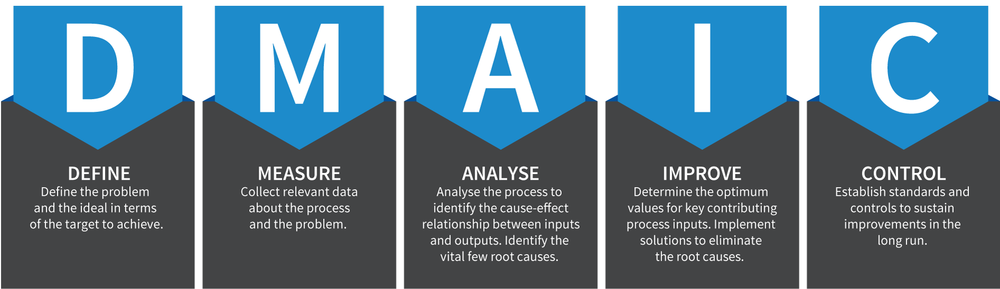 D
DEFINE
Define the problem
and the ideal in terms
of the target to achieve.
M
MEASURE
Collect relevant data
about the process
and the problem.
A
ANALYSE
Analyse the process to
identify the cause-effect
relationship between inputs
and outputs. Identify the
vital few root causes.
I
IMPROVE
Determine the optimum
values for key contributing
process inputs. Implement
solutions to eliminate
the root causes.
C
CONTROL
Establish standards and
controls to sustain
improvements in the
long run.